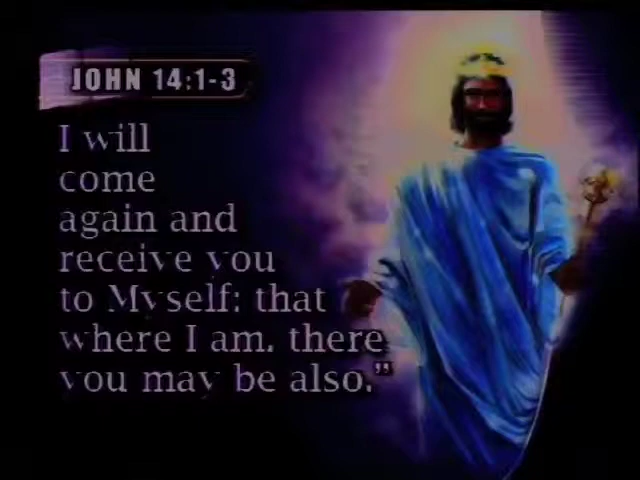 JOHN 14:1-3
I will
come
again and
receive you
to Myself: that
where I am, there
you may be also.”